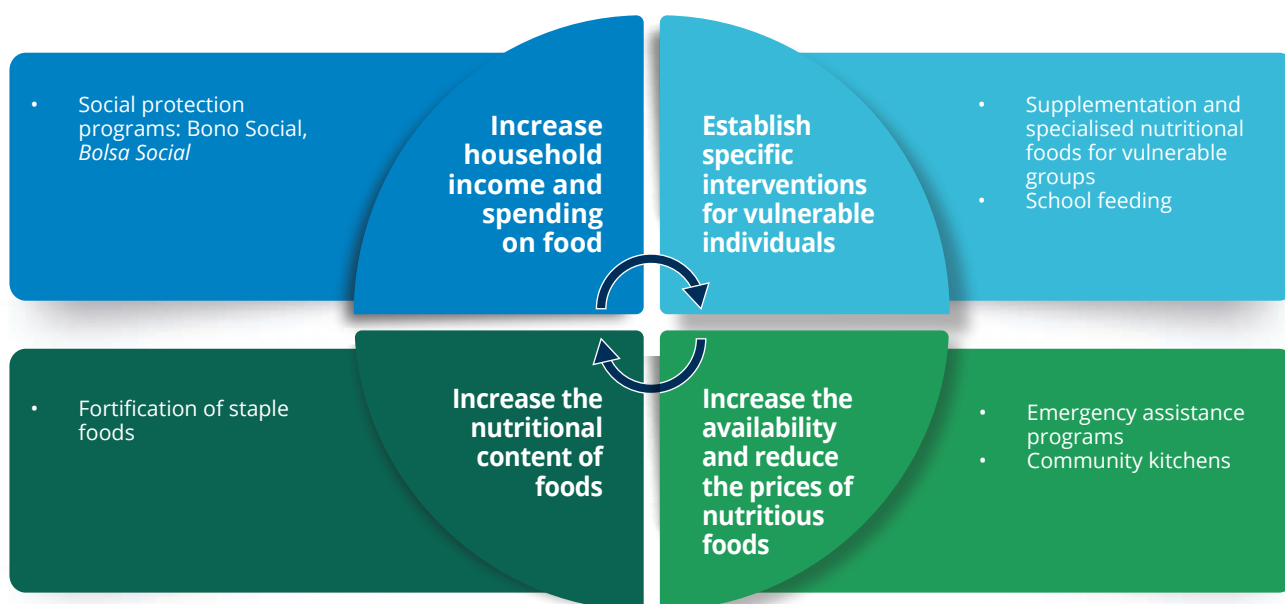 • Social protection
programs: Bono Social,
Bolsa Social
Increase
household
income and
spending
on food
Establish
specific
interventions
for vulnerable
individuals
• Supplementation and
specialised nutritional
foods for vulnerable
groups
• School feeding
• Fortification of staple
foods
Increase the
nutritional
content of
foods
Increase the
availability
and reduce
the prices of
nutritious
foods
• Emergency assistance
programs
• Community kitchens